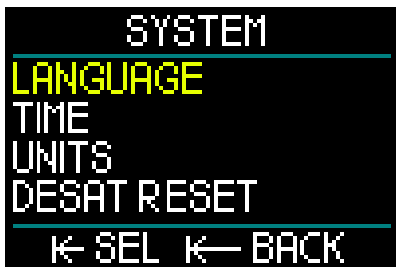 SYSTEM
LANGUAGE
TIME
UNITS
DESAT RESET
SEL BACK